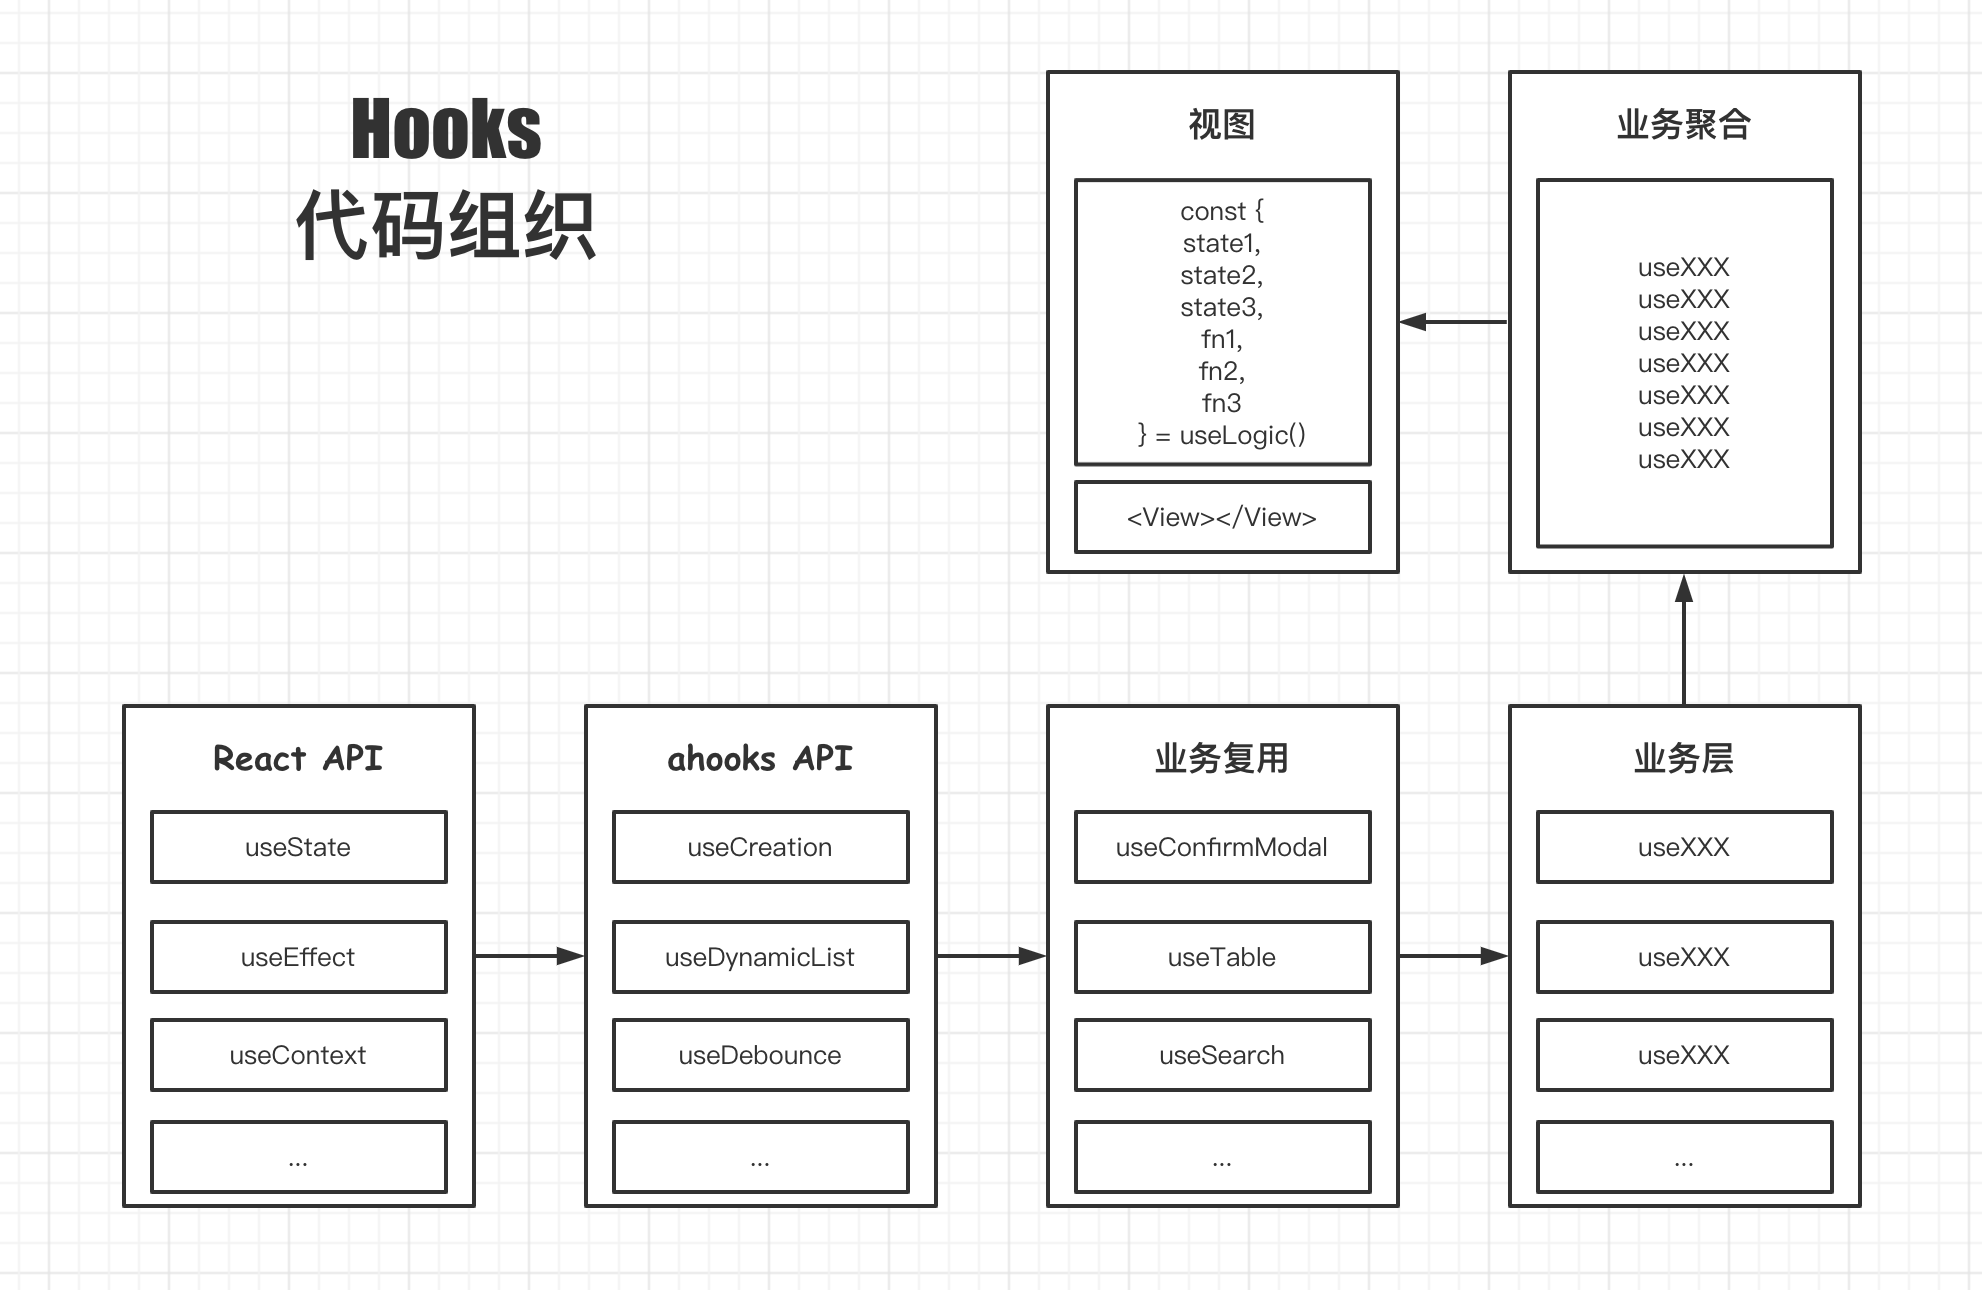 Hooks
代码组织
视图
const {
state1,
state2,
state3,
fn1,
fn2,
fn3
} = useLogic()
<View></View>
业务聚合
useXXX
useXXX
useXXX
useXXX
useXXX
useXXX
useXXX
React API
useState
useEffect
useContext
...
ahooks API
useCreation
useDynamicList
useDebounce
...
业务复用
useConfirmModal
useTable
useSearch
...
业务层
useXXX
useXXX
useXXX
...